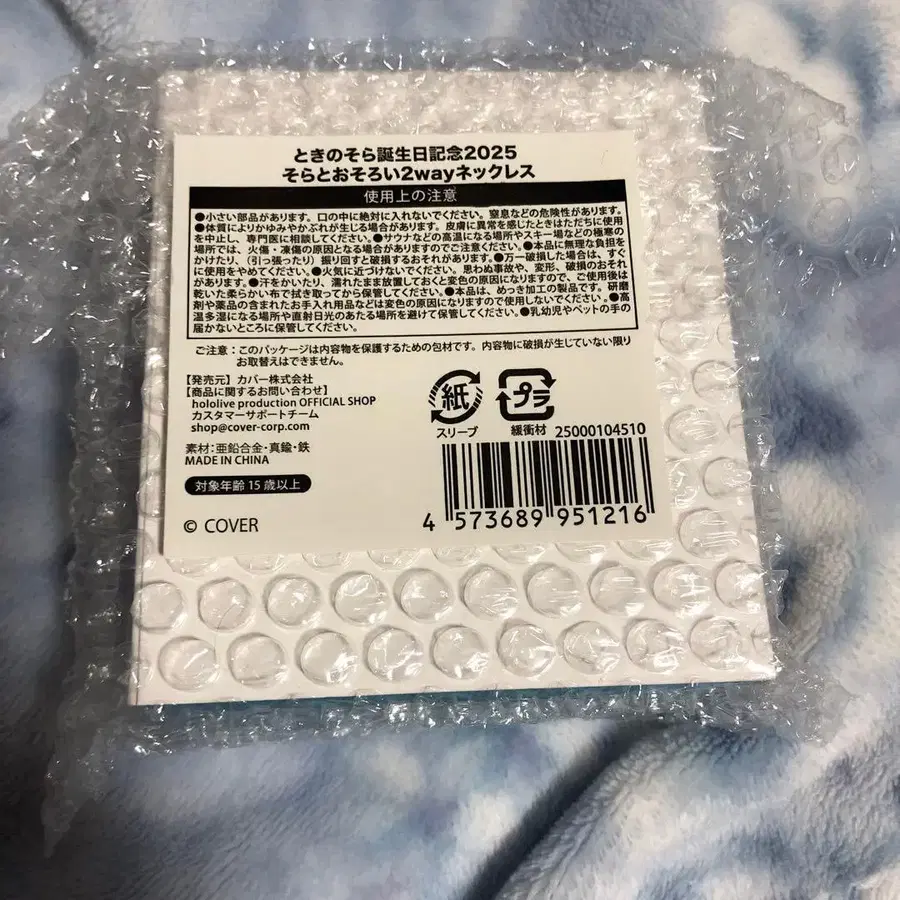 ときのそら誕生日記念2025
そらとおそろい2wayネックレス
使用上の注意
●小さい部品があります。口の中に絶対に入れないでください。窒息などの危険性があります。
●体質によりかゆみやかぶれが生じる場合があります。皮膚に異常を感じたときはただちに使用
を中止し、専門医に相談してください。●サウナなどの高温になる場所やスキー場などの極寒の
場所では、火傷・凍傷の原因となる場合がありますのでご注意ください。●本品に無理な負担を
かけたり、（引っ張ったり）振り回すと破損するおそれがあります。●万一破損した場合は、すぐ
に使用をやめてください。●火気に近づけないでください。思わぬ事故や、変形、破損のおそれ
があります。●汗をかいたり、濡れたまま放置しておくと変色の原因になりますので、ご使用後は
乾いた柔らかい布で拭き取ってから保管してください。●本品は、めっき加工の製品です。研磨
剤や薬品の含まれたお手入れ用品などは変色の原因になりますので使用しないでください。●高
温多湿になる場所や直射日光のあたる場所を避けて保管してください。●乳幼児やペットの手の
届かないところに保管してください。
ご注意：このパッケージは内容物を保護するための包材です。内容物に破損が生じていない限り
お取替えはできません。
【発売元】カバー株式会社
【商品に関するお問い合わせ】
hololive production OFFICIAL SHOP
カスタマーサポートチーム
shop@cover-corp.com
素材：亜鉛合金・真鍮・鉄
MADE IN CHINA
対象年齢15歳以上
© COVER
紙
スリーブ
プラ
緩衝材
25000104510
4 573689 951216